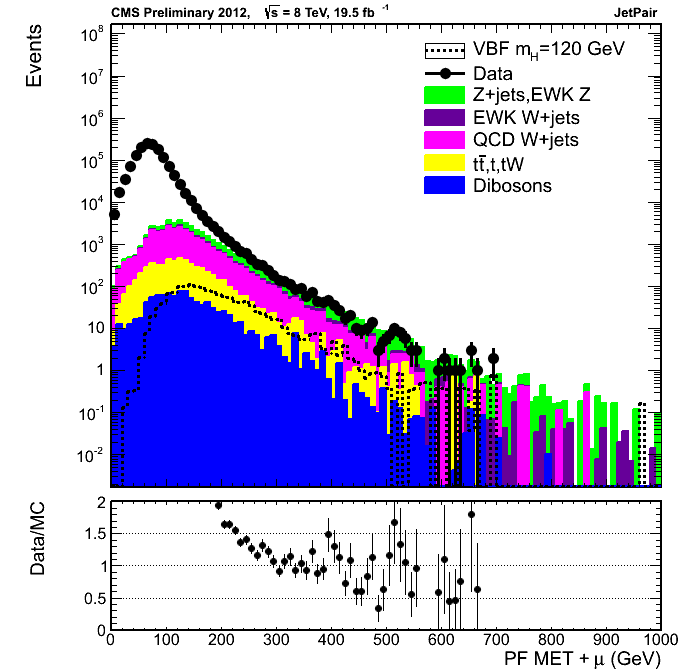 CMS Preliminary 2012, √s = 8 TeV, 19.5 fb⁻¹ JetPair
Events
10⁸
10⁷
10⁶
10⁵
10⁴
10³
10²
10
1
10⁻¹
10⁻²
VBF m_H=120 GeV
Data
Z+jets,EWK Z
EWK W+jets
QCD W+jets
tt̄,t,tW
Dibosons
Data/MC
2
1.5
1
0.5
0
0 100 200 300 400 500 600 700 800 900 1000
PF MET + μ (GeV)